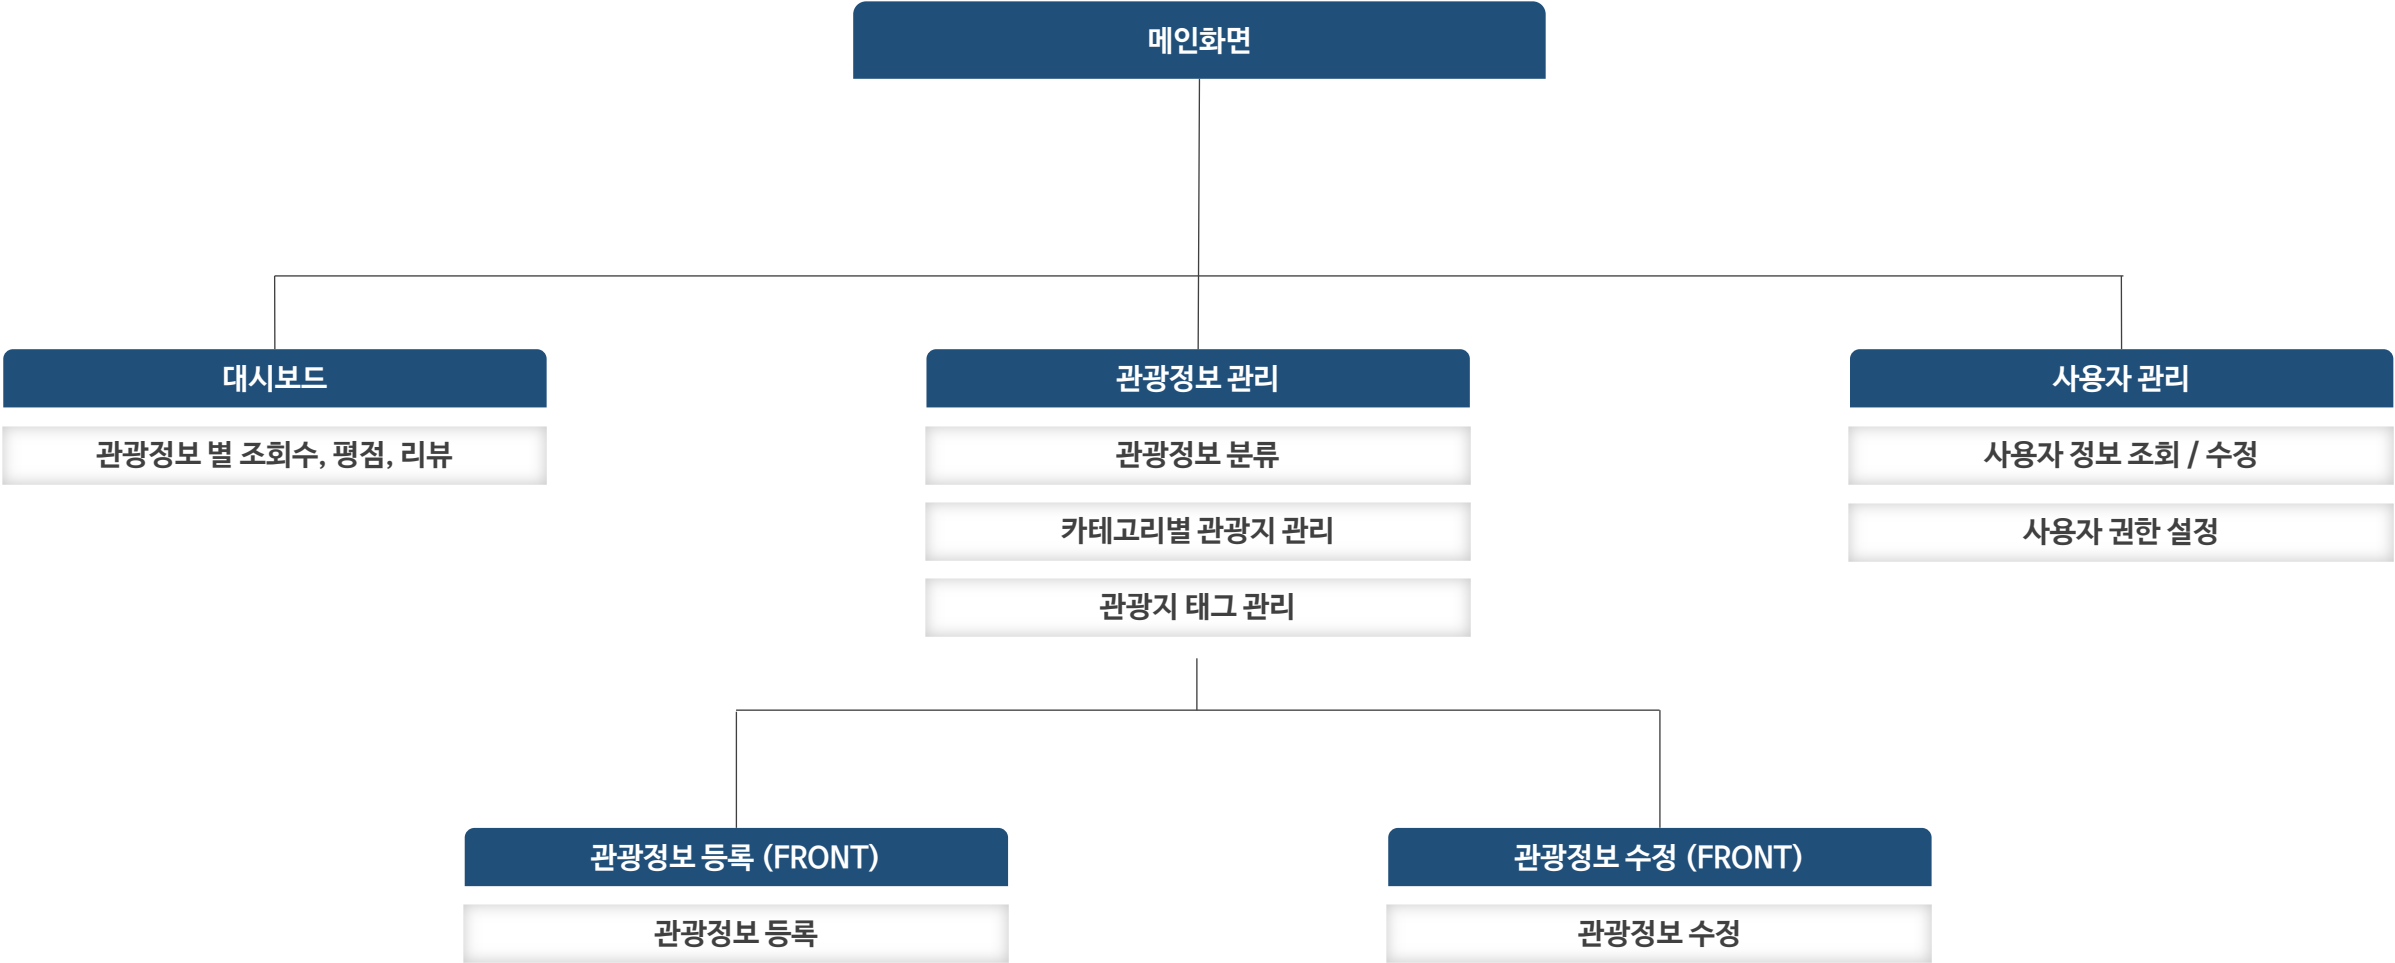 메인화면
대시보드
관광정보 관리
사용자 관리
관광정보 별 조회수, 평점, 리뷰
관광정보 분류
사용자 정보 조회 / 수정
카테고리별 관광지 관리
사용자 권한 설정
관광지 태그 관리
관광정보 등록 (FRONT)
관광정보 수정 (FRONT)
관광정보 등록
관광정보 수정